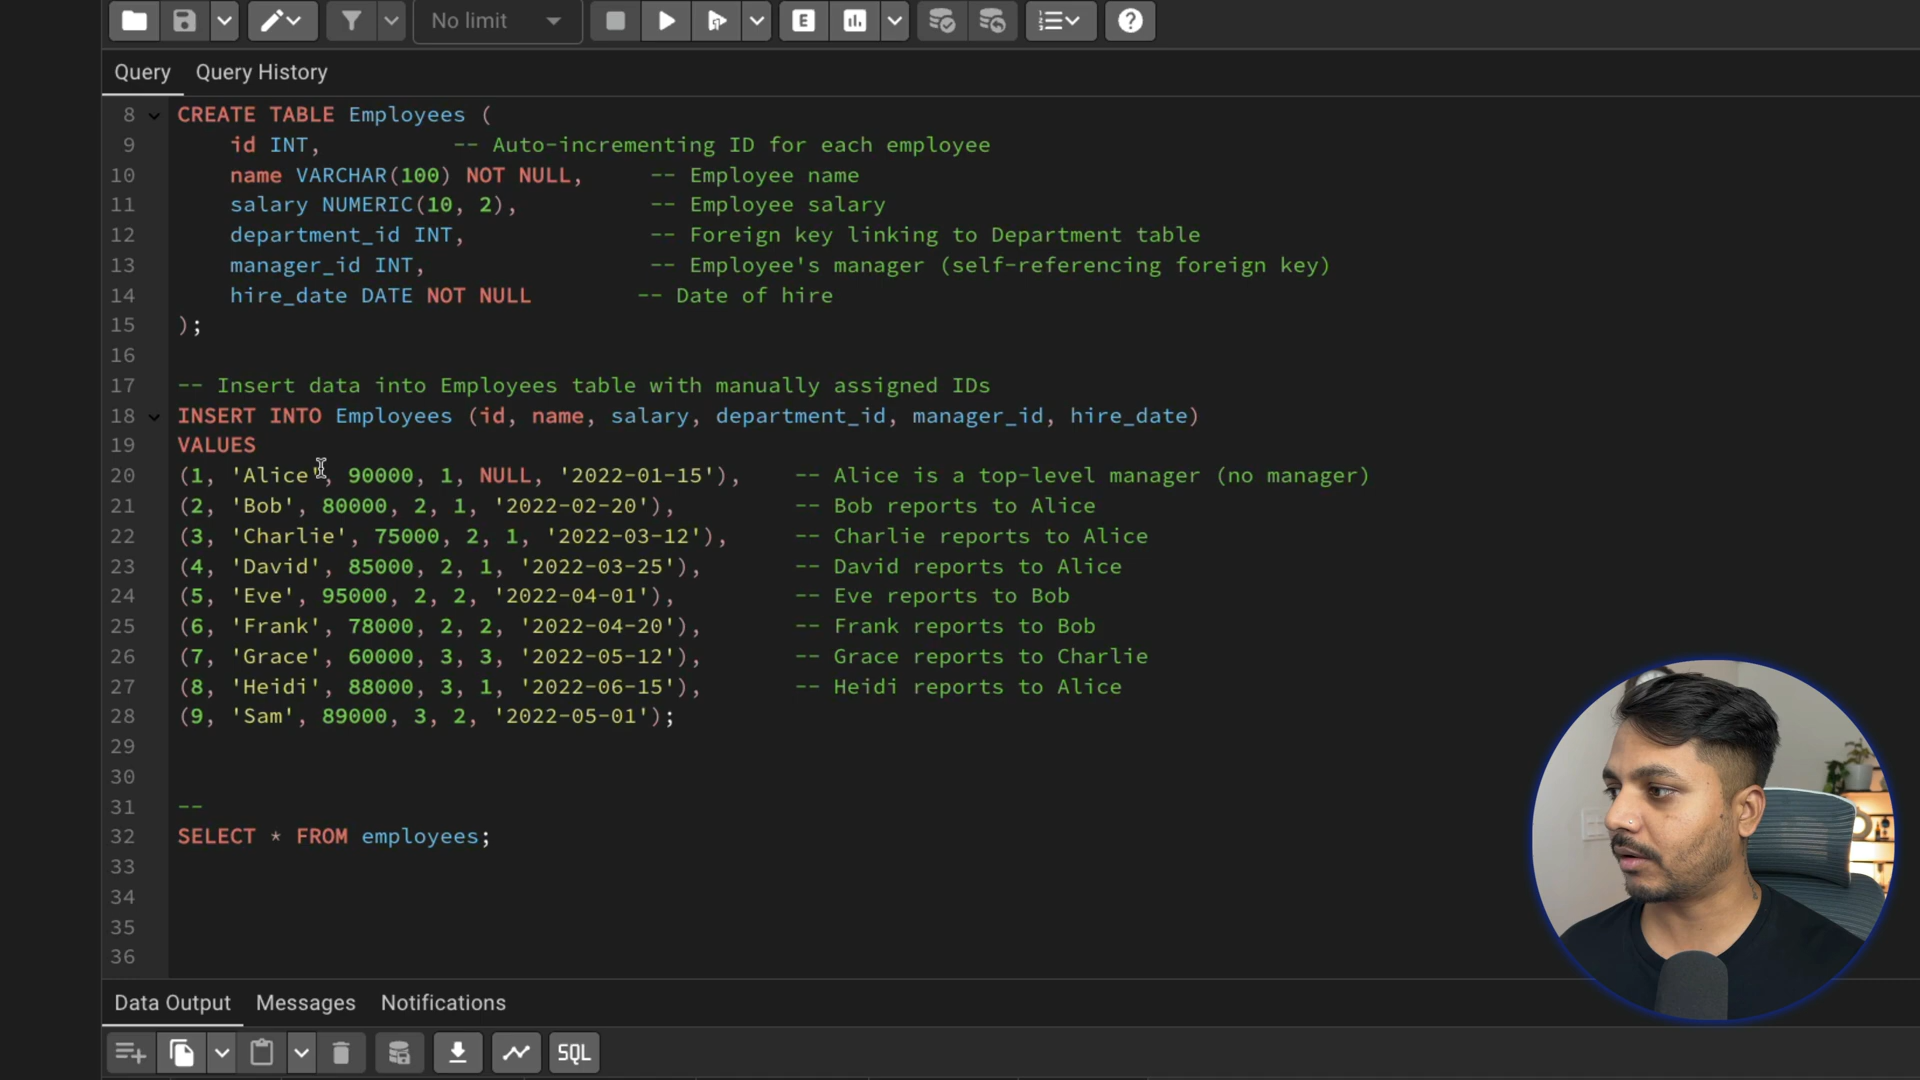 No limit
E
Query Query History
8 CREATE TABLE Employees (
9 id INT, -- Auto-incrementing ID for each employee
10 name VARCHAR(100) NOT NULL, -- Employee name
11 salary NUMERIC(10, 2), -- Employee salary
12 department_id INT, -- Foreign key linking to Department table
13 manager_id INT, -- Employee's manager (self-referencing foreign key)
14 hire_date DATE NOT NULL -- Date of hire
15 );
16
17 -- Insert data into Employees table with manually assigned IDs
18 INSERT INTO Employees (id, name, salary, department_id, manager_id, hire_date)
19 VALUES
20 (1, 'Alice', 90000, 1, NULL, '2022-01-15'), -- Alice is a top-level manager (no manager)
21 (2, 'Bob', 80000, 2, 1, '2022-02-20'), -- Bob reports to Alice
22 (3, 'Charlie', 75000, 2, 1, '2022-03-12'), -- Charlie reports to Alice
23 (4, 'David', 85000, 2, 1, '2022-03-25'), -- David reports to Alice
24 (5, 'Eve', 95000, 2, 2, '2022-04-01'), -- Eve reports to Bob
25 (6, 'Frank', 78000, 2, 2, '2022-04-20'), -- Frank reports to Bob
26 (7, 'Grace', 60000, 3, 3, '2022-05-12'), -- Grace reports to Charlie
27 (8, 'Heidi', 88000, 3, 1, '2022-06-15'), -- Heidi reports to Alice
28 (9, 'Sam', 89000, 3, 2, '2022-05-01');
29
30
31 --
32 SELECT * FROM employees;
33
34
35
36
Data Output Messages Notifications
SQL